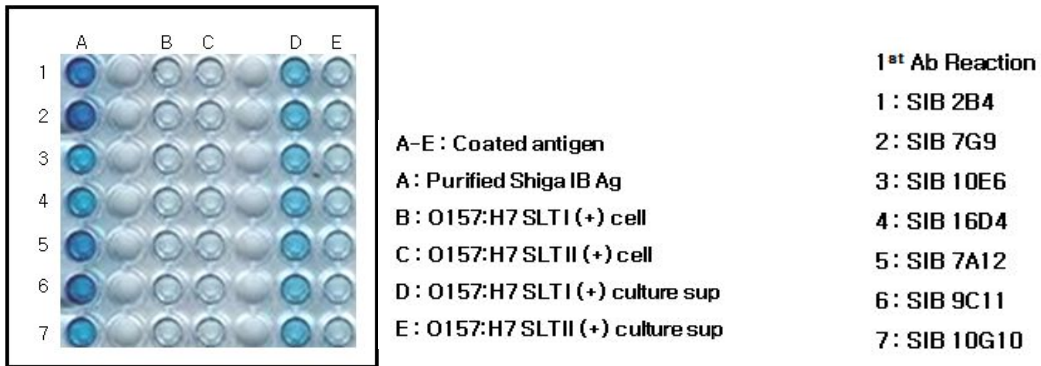 A B C D E
1
2
3
4
5
6
7
A-E : Coated antigen
A : Purified Shiga IB Ag
B : O157:H7 SLT I (+) cell
C : O157:H7 SLT II (+) cell
D : O157:H7 SLT I (+) culture sup
E : O157:H7 SLT II (+) culture sup
1st Ab Reaction
1 : SIB 2B4
2 : SIB 7G9
3 : SIB 10E6
4 : SIB 16D4
5 : SIB 7A12
6 : SIB 9C11
7 : SIB 10G10